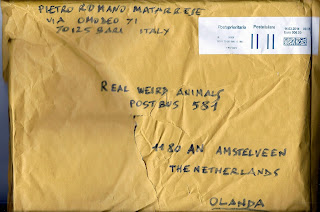 PIETRO ROMANO MATARRESE
VIA OMODEO 71
70125 BARI ITALY
Posteprioritario Posteitaliane
REAL WEIRD ANIMALS
POSTBUS 581
1180 AN AMSTELVEEN
THE NETHERLANDS
OLANDA